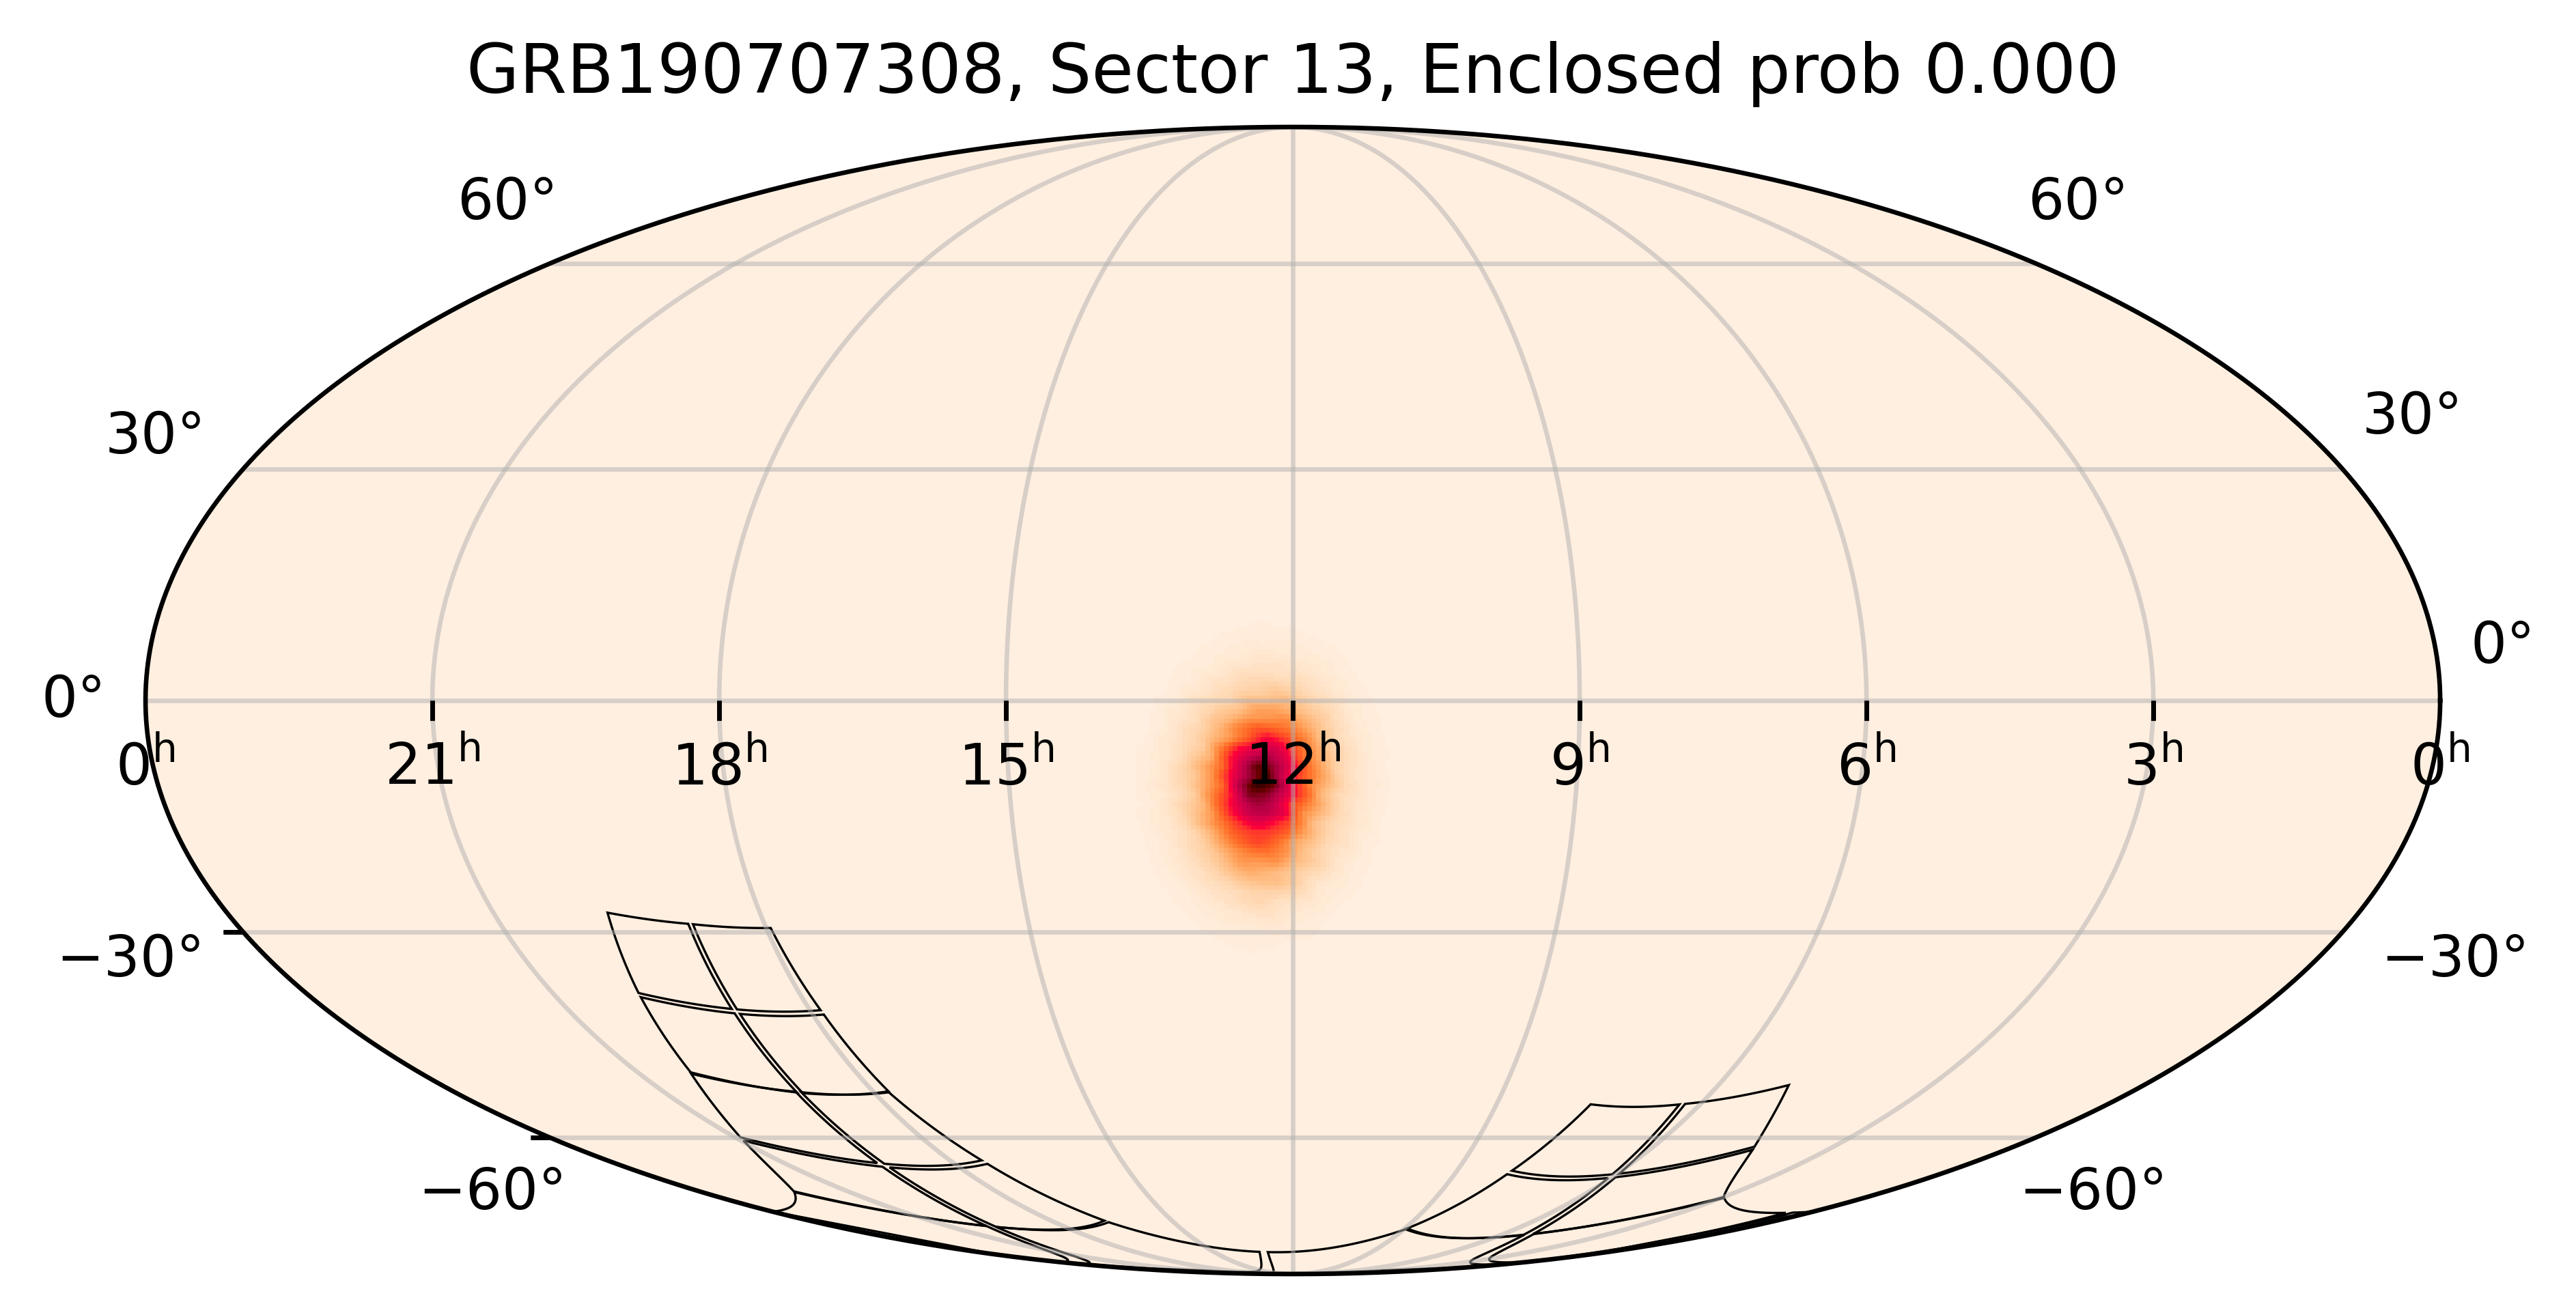 GRB190707308, Sector 13, Enclosed prob 0.000
60° 60°
30° 30°
0° 0°
0ʰ 21ʰ 18ʰ 15ʰ 12ʰ 9ʰ 6ʰ 3ʰ 0ʰ
−30° −30°
−60° −60°